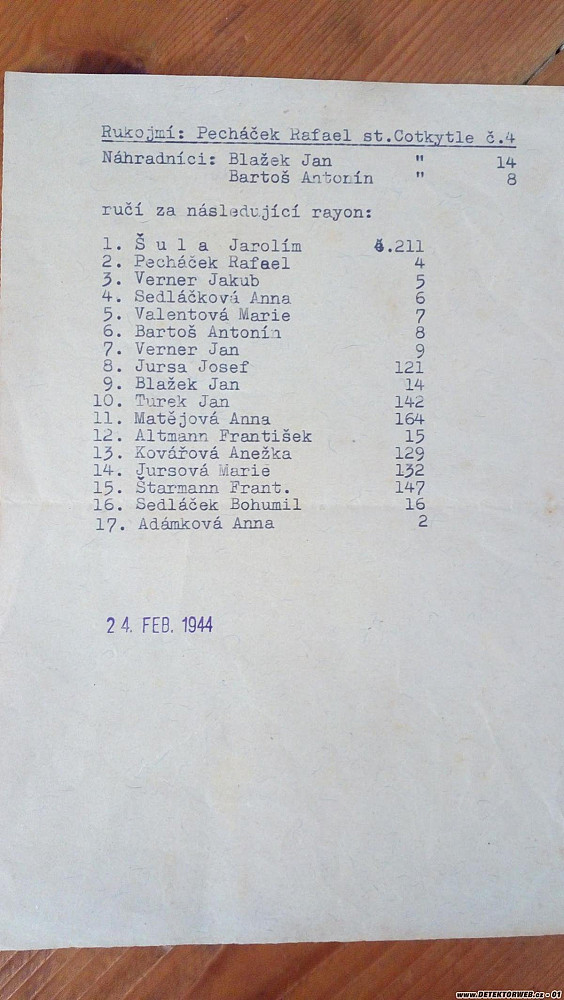 Rukojmí: Pecháček Rafael st.Cotkytle č.4
Náhradníci: Blažek Jan " 14
Bartoš Antonín " 8
ručí za následující rayon:
1. Š u l a Jarolím č.211
2. Pecháček Rafael 4
3. Verner Jakub 5
4. Sedláčková Anna 6
5. Valentová Marie 7
6. Bartoš Antonín 8
7. Verner Jan 9
8. Jursa Josef 121
9. Blažek Jan 14
10. Turek Jan 142
11. Matějová Anna 164
12. Altmann František 15
13. Kovářová Anežka 129
14. Jursová Marie 132
15. Štarmann Frant. 147
16. Sedláček Bohumil 16
17. Adámková Anna 2
24. FEB. 1944
www.DETEKTORWEB.cz - 01